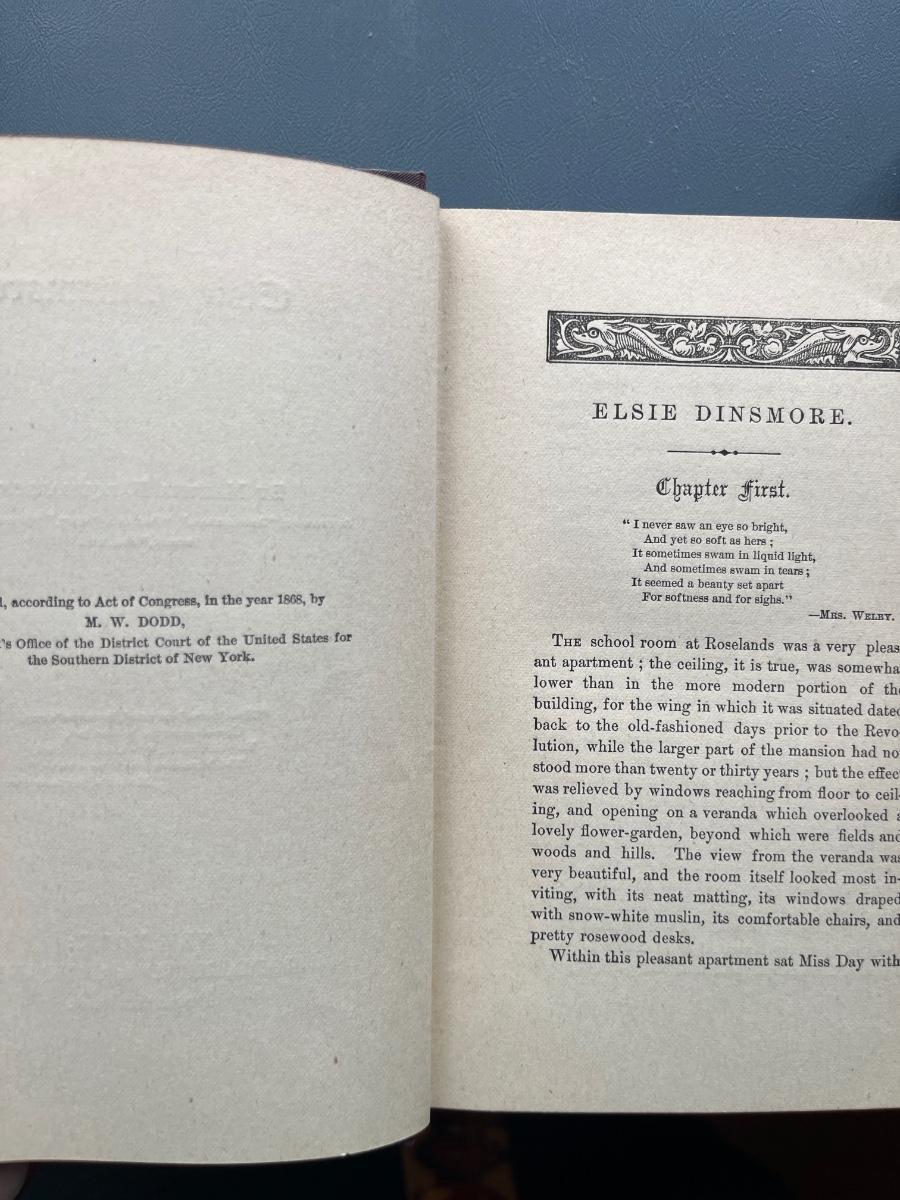 l, according to Act of Congress, in the year 1868, by
M. W. DODD,
's Office of the District Court of the United States for
the Southern District of New York.
ELSIE DINSMORE.
Chapter First.
"I never saw an eye so bright,
And yet so soft as hers;
It sometimes swam in liquid light,
And sometimes swam in tears;
It seemed a beauty set apart
For softness and for sighs."
—MRS. WELBY.
THE school room at Roselands was a very pleas
ant apartment; the ceiling, it is true, was somewha
lower than in the more modern portion of the
building, for the wing in which it was situated dated
back to the old-fashioned days prior to the Revo-
lution, while the larger part of the mansion had no
stood more than twenty or thirty years; but the effec
was relieved by windows reaching from floor to ceil-
ing, and opening on a veranda which overlooked a
lovely flower-garden, beyond which were fields and
woods and hills. The view from the veranda was
very beautiful, and the room itself looked most in-
viting, with its neat matting, its windows draped
with snow-white muslin, its comfortable chairs, and
pretty rosewood desks.
Within this pleasant apartment sat Miss Day with